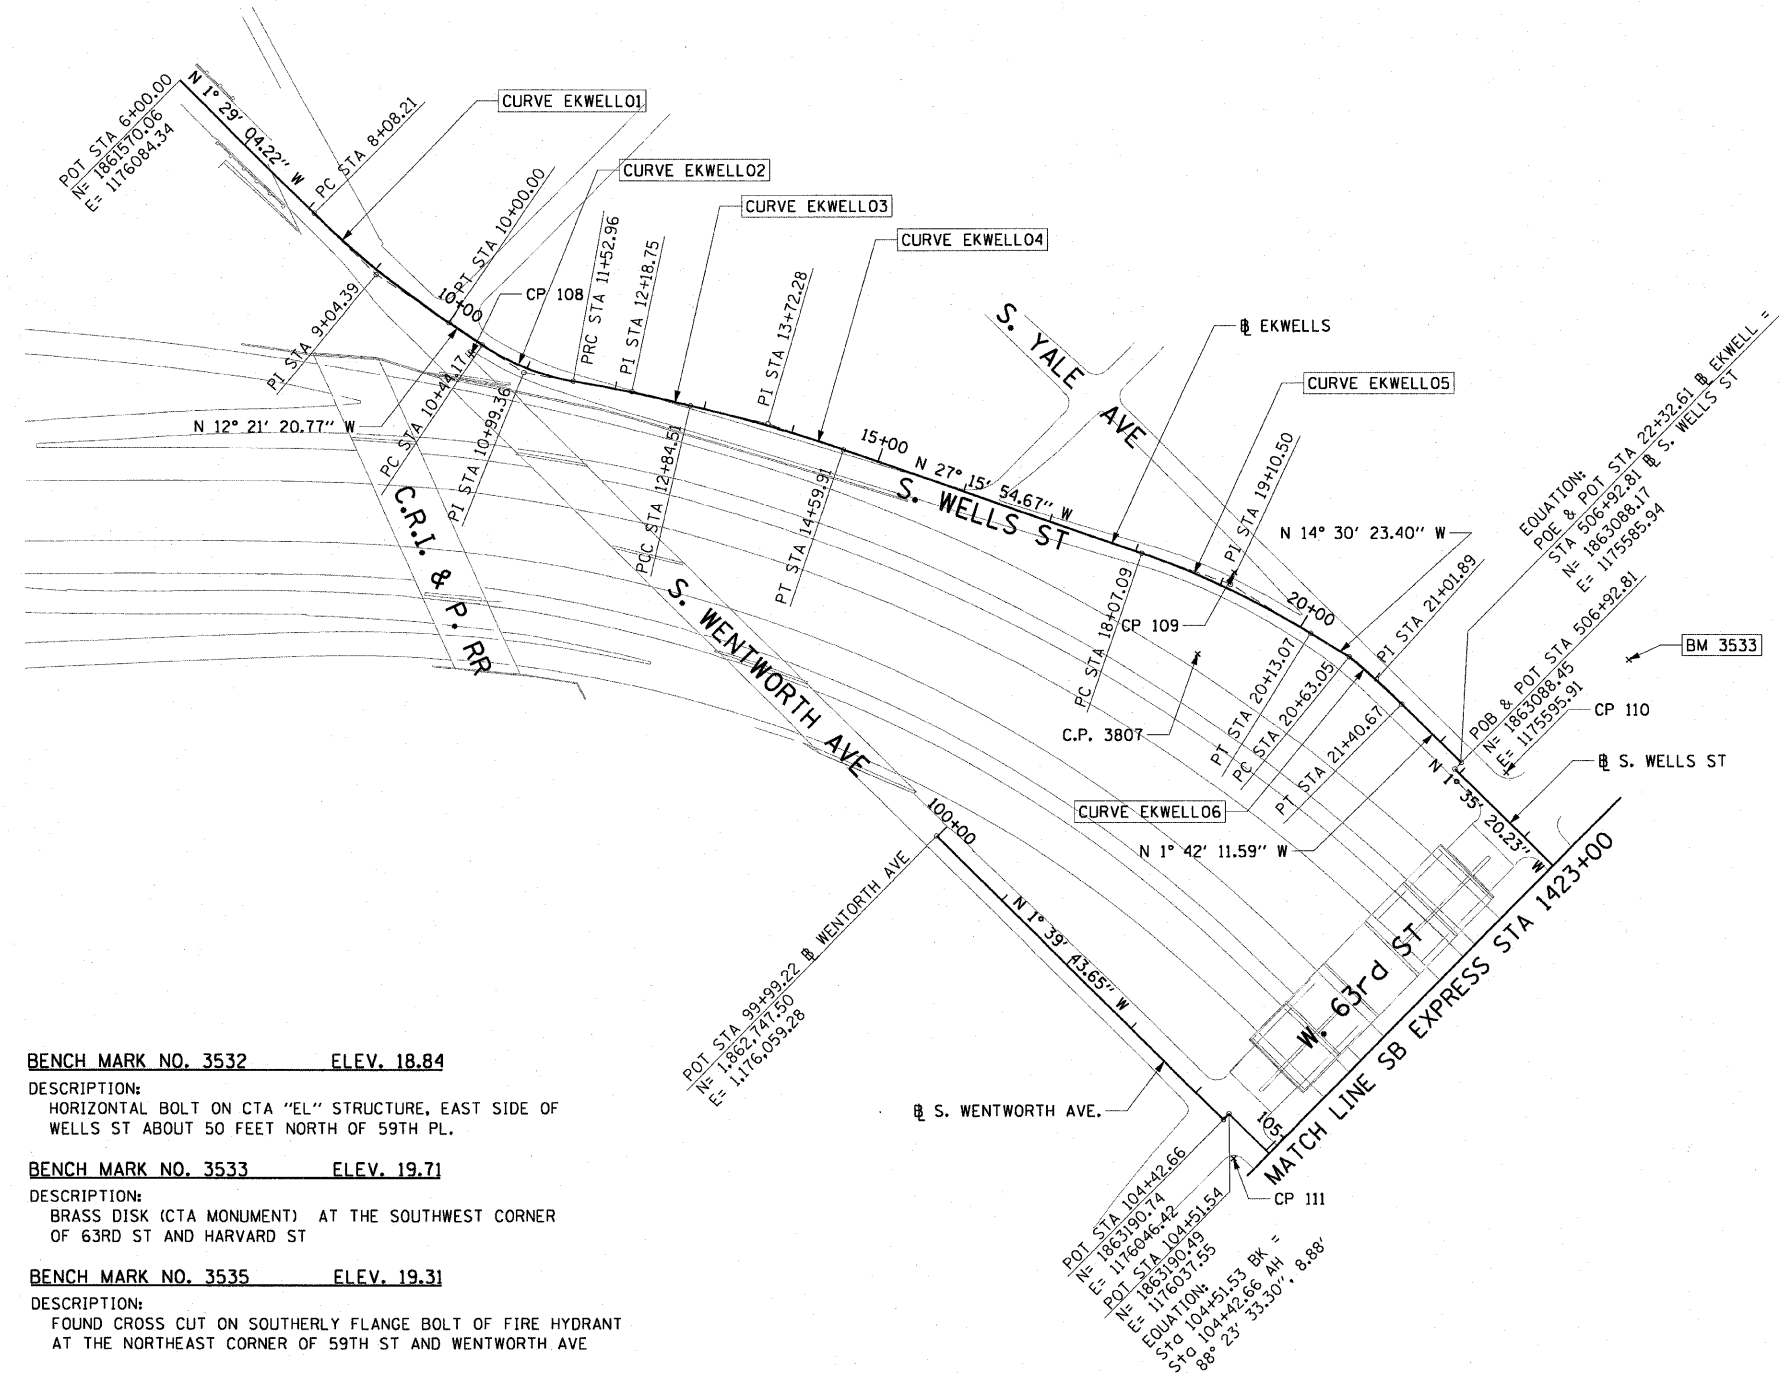 POT STA 6+00.00
N= 1861570.06
E= 1176084.34
N 1° 29' 04.22" W
PC STA 8+08.21
CURVE EKWELL01
CURVE EKWELL02
CURVE EKWELL03
CURVE EKWELL04
PI STA 9+04.39
PT STA 10+00.00
10+00
CP 108
PRC STA 11+52.96
PI STA 12+18.75
PI STA 13+72.28
N 12° 21' 20.77" W
PC STA 10+44.17
PI STA 10+99.36
PCC STA 12+84.51
PT STA 14+59.91
15+00
N 27° 15' 54.67" W
S. WELLS ST
S. YALE
AVE
℄ EKWELLS
CURVE EKWELL05
PI STA 19+10.50
N 14° 30' 23.40" W
EQUATION:
POE & POT STA 22+32.61 ℄ EKWELL =
STA 506+92.81 ℄ S. WELLS ST
N= 1863088.17
E= 1175585.94
C.R.I. & P. RR
S. WENTWORTH AVE
PC STA 18+07.09
CP 109
20+00
PI STA 21+01.89
C.P. 3807
PT STA 20+13.07
PC STA 20+63.05
PT STA 21+40.67
POB & POT STA 506+92.81
N= 1863088.45
E= 1175595.91
BM 3533
CP 110
℄ S. WELLS ST
N 1° 35' 20.23" W
CURVE EKWELL06
N 1° 42' 11.59" W
100+00
POT STA 99+99.22 ℄ WENTORTH AVE
N= 1,862,747.50
E= 1,176,059.28
N 1° 39' 43.65" W
W. 63rd ST
MATCH LINE SB EXPRESS STA 1423+00
℄ S. WENTWORTH AVE.
105
CP 111
POT STA 104+42.66
N= 1863190.74
E= 1176046.42
POT STA 104+51.54
N= 1863190.49
E= 1176037.55
EQUATION:
Sta 104+51.53 BK =
Sta 104+42.66 AH
88° 23' 33.30", 8.88'
BENCH MARK NO. 3532 ELEV. 18.84
DESCRIPTION:
HORIZONTAL BOLT ON CTA "EL" STRUCTURE, EAST SIDE OF
WELLS ST ABOUT 50 FEET NORTH OF 59TH PL.
BENCH MARK NO. 3533 ELEV. 19.71
DESCRIPTION:
BRASS DISK (CTA MONUMENT) AT THE SOUTHWEST CORNER
OF 63RD ST AND HARVARD ST
BENCH MARK NO. 3535 ELEV. 19.31
DESCRIPTION:
FOUND CROSS CUT ON SOUTHERLY FLANGE BOLT OF FIRE HYDRANT
AT THE NORTHEAST CORNER OF 59TH ST AND WENTWORTH AVE